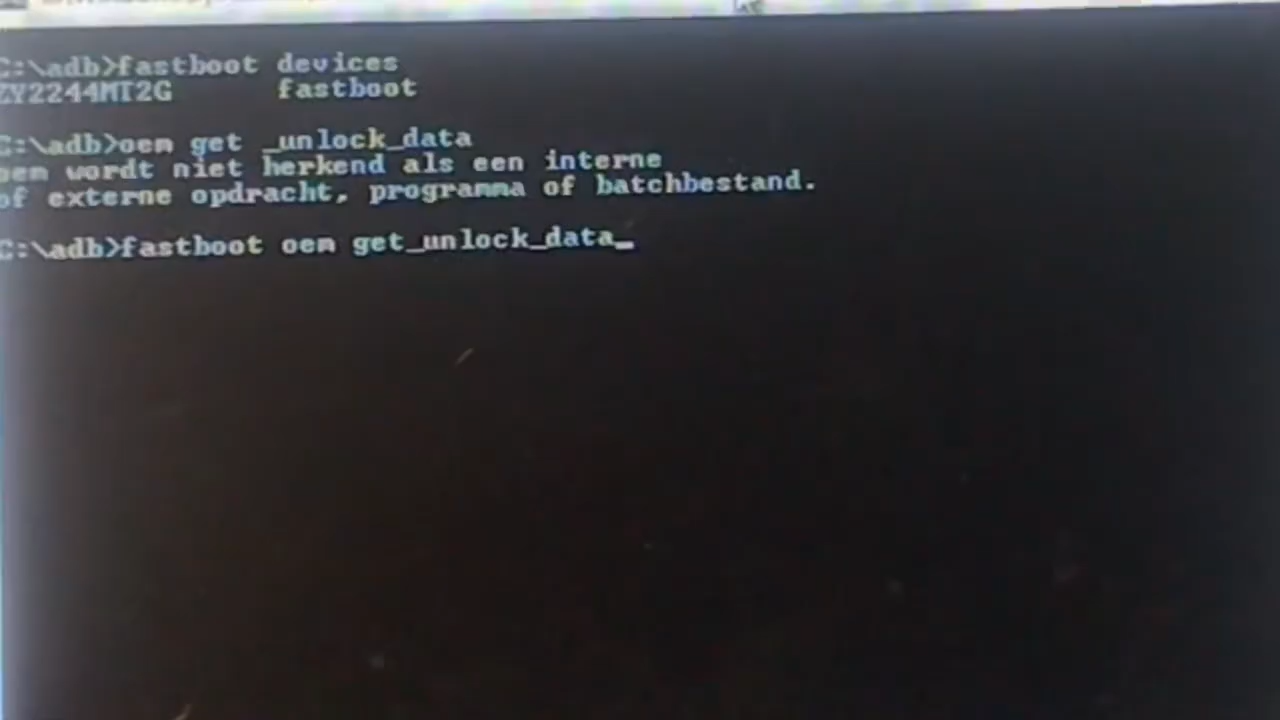 C:\adb>fastboot devices
ZY2244MT2G fastboot
C:\adb>oem get _unlock_data
oem wordt niet herkend als een interne
of externe opdracht, programma of batchbestand.
C:\adb>fastboot oem get_unlock_data_